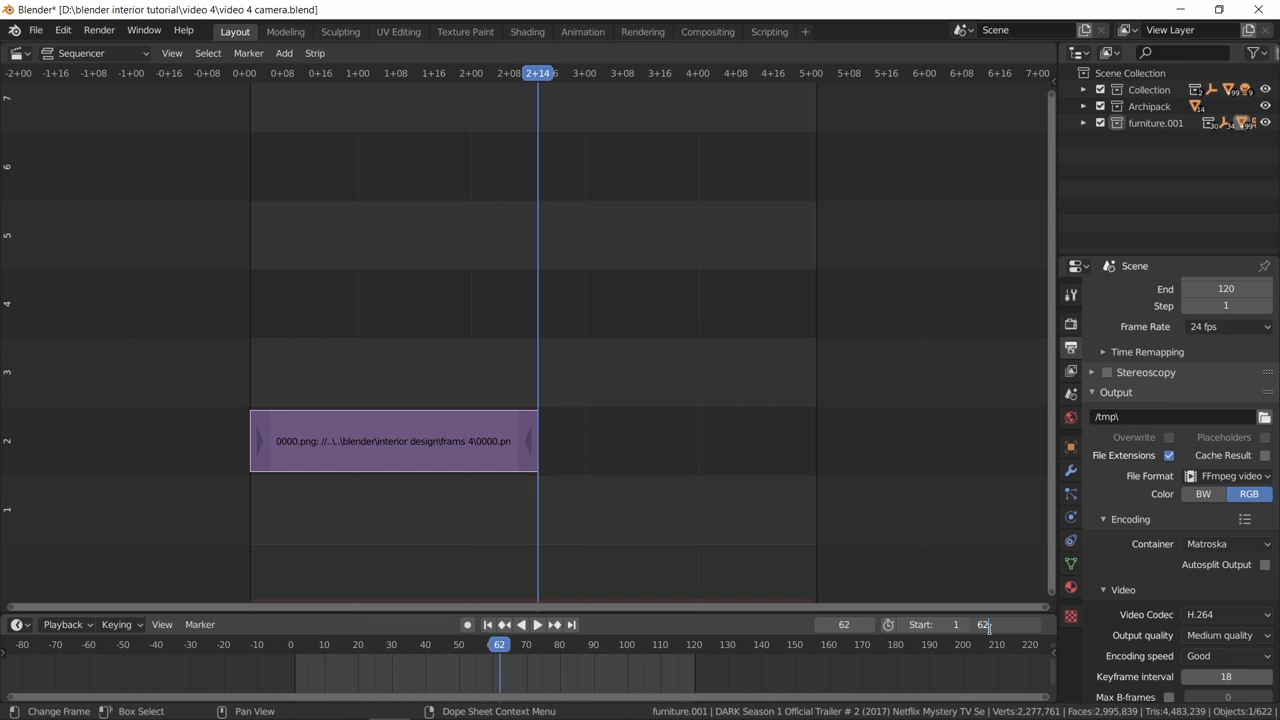 Blender* [D:\blender interior tutorial\video 4\video 4 camera.blend]
File Edit Render Window Help Layout Modeling Sculpting UV Editing Texture Paint Shading Animation Rendering Compositing Scripting + Scene View Layer
Sequencer View Select Marker Add Strip
-2+00 -1+16 -1+08 -1+00 -0+16 -0+08 0+00 0+08 0+16 1+00 1+08 1+16 2+00 2+08 2+14 3+00 3+08 3+16 4+00 4+08 4+16 5+00 5+08 5+16 6+00 6+08 6+16 7+00
Scene Collection
Collection 2 99 9
Archipack 14
furniture.001 30 34 99
7
6
5
4
3
2
1
0000.png: //..\..\blender\interior design\frams 4\0000.pn
Scene
End 120
Step 1
Frame Rate 24 fps
Time Remapping
Stereoscopy
Output
/tmp\
Overwrite Placeholders
File Extensions Cache Result
File Format FFmpeg video
Color BW RGB
Encoding
Container Matroska
Autosplit Output
Video
Video Codec H.264
Output quality Medium quality
Encoding speed Good
Keyframe interval 18
Max B-frames 0
Playback Keying View Marker 62 Start: 1 62
-80 -70 -60 -50 -40 -30 -20 -10 0 10 20 30 40 50 62 70 80 90 100 110 120 130 140 150 160 170 180 190 200 210 220
Change Frame Box Select Pan View Dope Sheet Context Menu furniture.001 | DARK Season 1 Official Trailer # 2 (2017) Netflix Mystery TV Se | Verts:2,277,761 | Faces:2,995,839 | Tris:4,483,239 | Objects:1/622